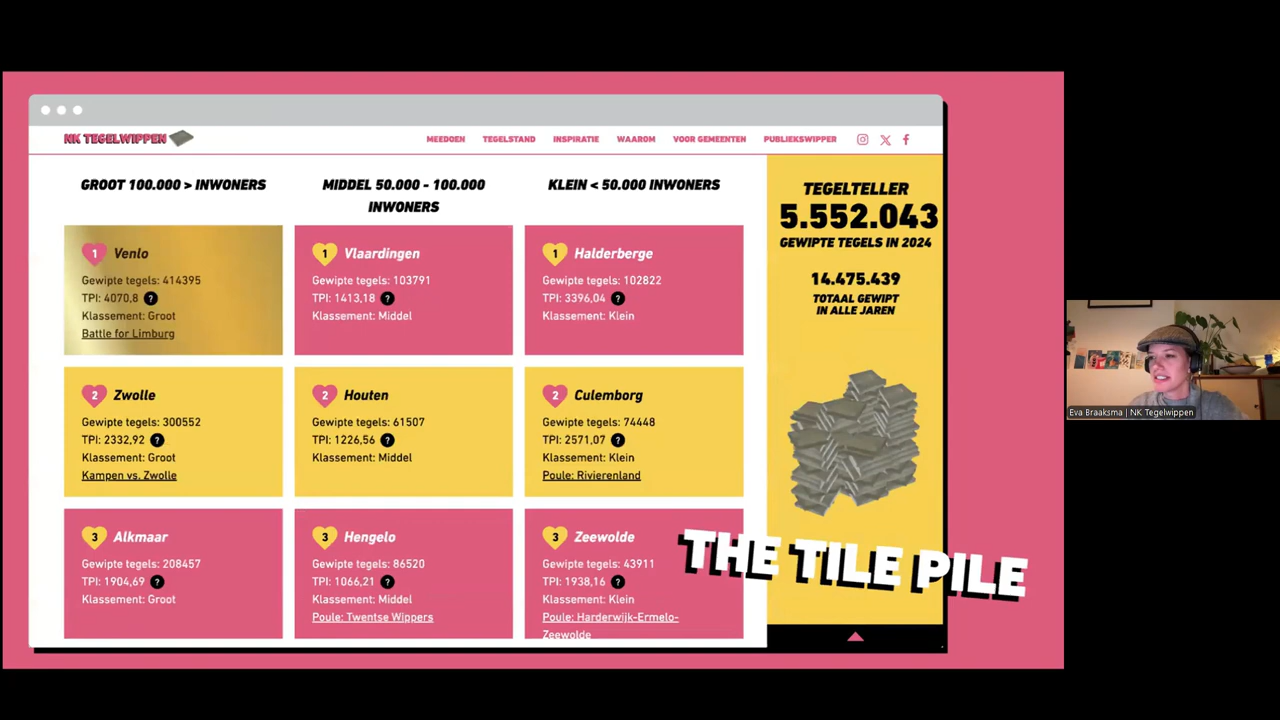 NK TEGELWIPPEN
MEEDOEN TEGELSTAND INSPIRATIE WAAROM VOOR GEMEENTEN PUBLIEKSWIPPER
GROOT 100.000 > INWONERS
1 Venlo
Gewipte tegels: 414395
TPI: 4070,8 ?
Klassement: Groot
Battle for Limburg
2 Zwolle
Gewipte tegels: 300552
TPI: 2332,92 ?
Klassement: Groot
Kampen vs. Zwolle
3 Alkmaar
Gewipte tegels: 208457
TPI: 1904,69 ?
Klassement: Groot
MIDDEL 50.000 - 100.000
INWONERS
1 Vlaardingen
Gewipte tegels: 103791
TPI: 1413,18 ?
Klassement: Middel
2 Houten
Gewipte tegels: 61507
TPI: 1226,56 ?
Klassement: Middel
3 Hengelo
Gewipte tegels: 86520
TPI: 1066,21 ?
Klassement: Middel
Poule: Twentse Wippers
KLEIN < 50.000 INWONERS
1 Halderberge
Gewipte tegels: 102822
TPI: 3396,04 ?
Klassement: Klein
2 Culemborg
Gewipte tegels: 74448
TPI: 2571,07 ?
Klassement: Klein
Poule: Rivierenland
3 Zeewolde
Gewipte tegels: 43911
TPI: 1938,16 ?
Klassement: Klein
Poule: Harderwijk-Ermelo-
Zeewolde
TEGELTELLER
5.552.043
GEWIPTE TEGELS IN 2024
14.475.439
TOTAAL GEWIPT
IN ALLE JAREN
THE TILE PILE
Eva Braaksma | NK Tegelwippen